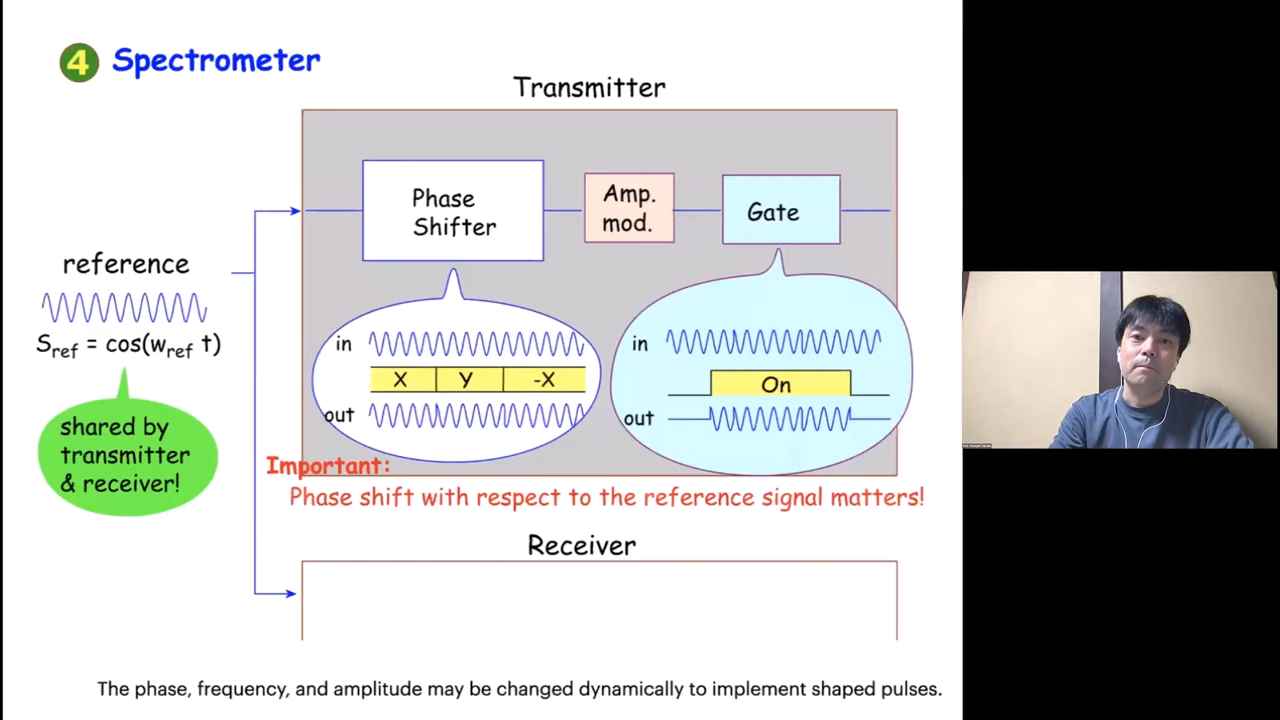 4 Spectrometer
Transmitter
Phase
Shifter
Amp.
mod.
Gate
reference
S_ref = cos(w_ref t)
shared by
transmitter
& receiver!
in
X Y -X
out
in
On
out
Important:
Phase shift with respect to the reference signal matters!
Receiver
The phase, frequency, and amplitude may be changed dynamically to implement shaped pulses.